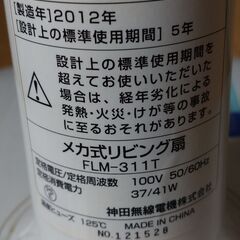 [製造年]2012年
[設計上の標準使用期間] 5年
設計上の標準使用期間を
超えてお使いいただいた
場合は、経年劣化による
発熱・火災・けが等の事故
に至るおそれがあります。
メカ式リビング扇
FLM-311T
定格電圧/定格周波数 100V 50/60Hz
定格消費電力 37/41W
神田無線電機株式会社
ヒューズ 125℃ MADE IN CHINA
NO.121528